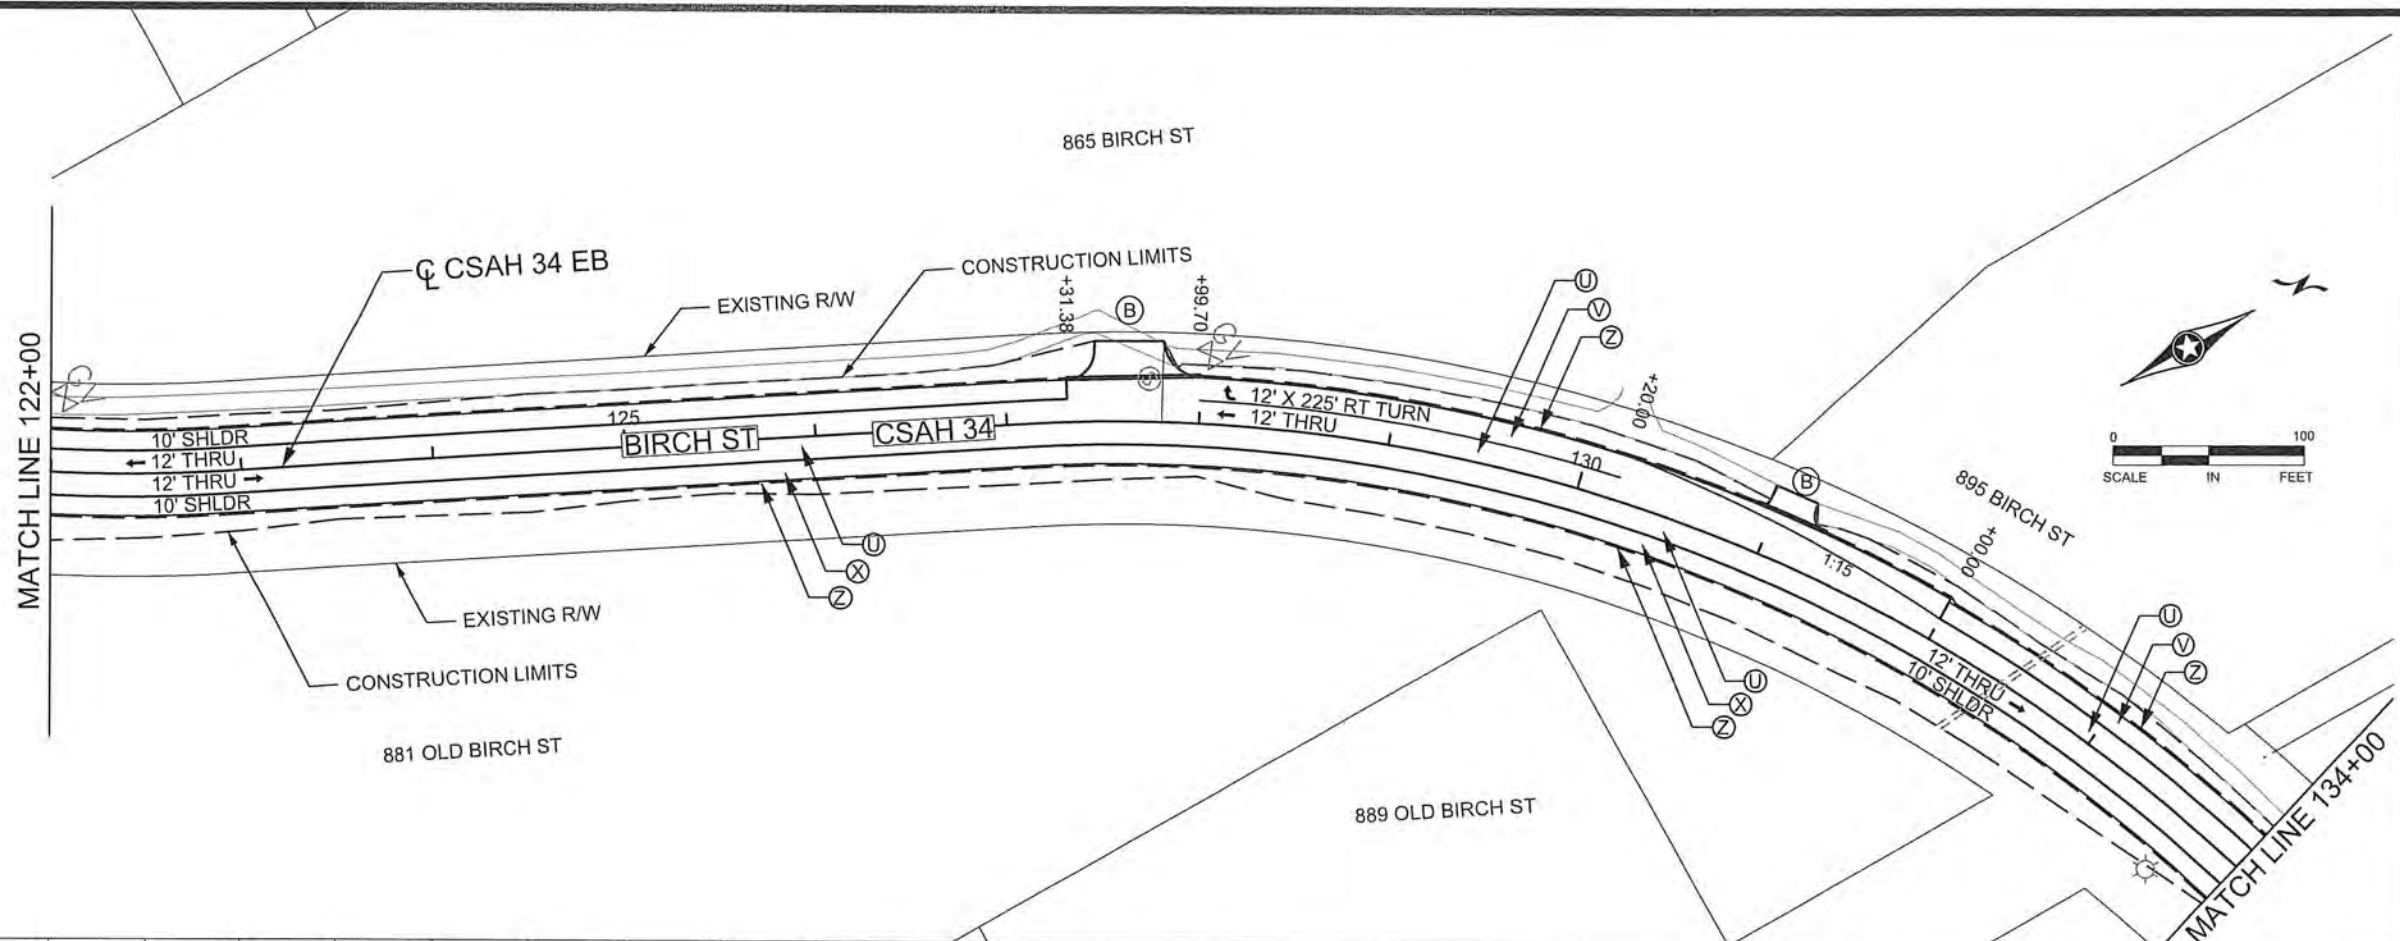 865 BIRCH ST
℄ CSAH 34 EB
EXISTING R/W
CONSTRUCTION LIMITS
+31.38
B
+99.70
U
V
Z
+20.00
MATCH LINE 122+00
10' SHLDR
12' THRU
12' THRU
10' SHLDR
125
BIRCH ST
CSAH 34
12' X 225' RT TURN
12' THRU
130
B
895 BIRCH ST
+00.00
1:15
0 100
SCALE IN FEET
U
X
Z
EXISTING R/W
CONSTRUCTION LIMITS
881 OLD BIRCH ST
U
X
Z
12' THRU
10' SHLDR
U
V
Z
889 OLD BIRCH ST
MATCH LINE 134+00